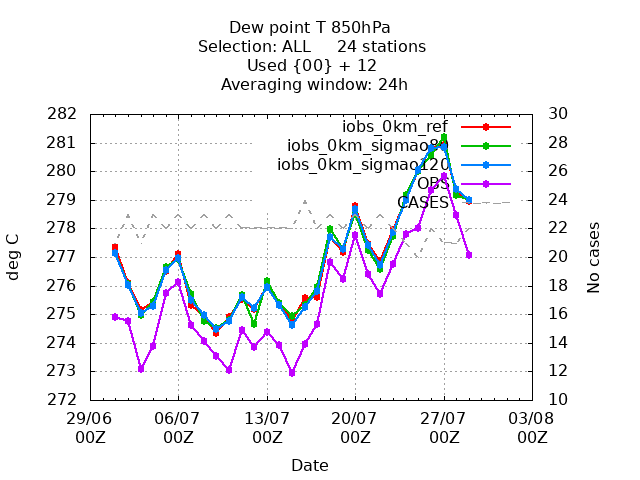 Dew point T 850hPa
Selection: ALL 24 stations
Used {00} + 12
Averaging window: 24h
282
281
280
279
278
277
276
275
274
273
272
deg C
30
28
26
24
22
20
18
16
14
12
10
No cases
iobs_0km_ref
iobs_0km_sigmao80
iobs_0km_sigmao120
OBS
CASES
29/06 06/07 13/07 20/07 27/07 03/08
00Z 00Z 00Z 00Z 00Z 00Z
Date